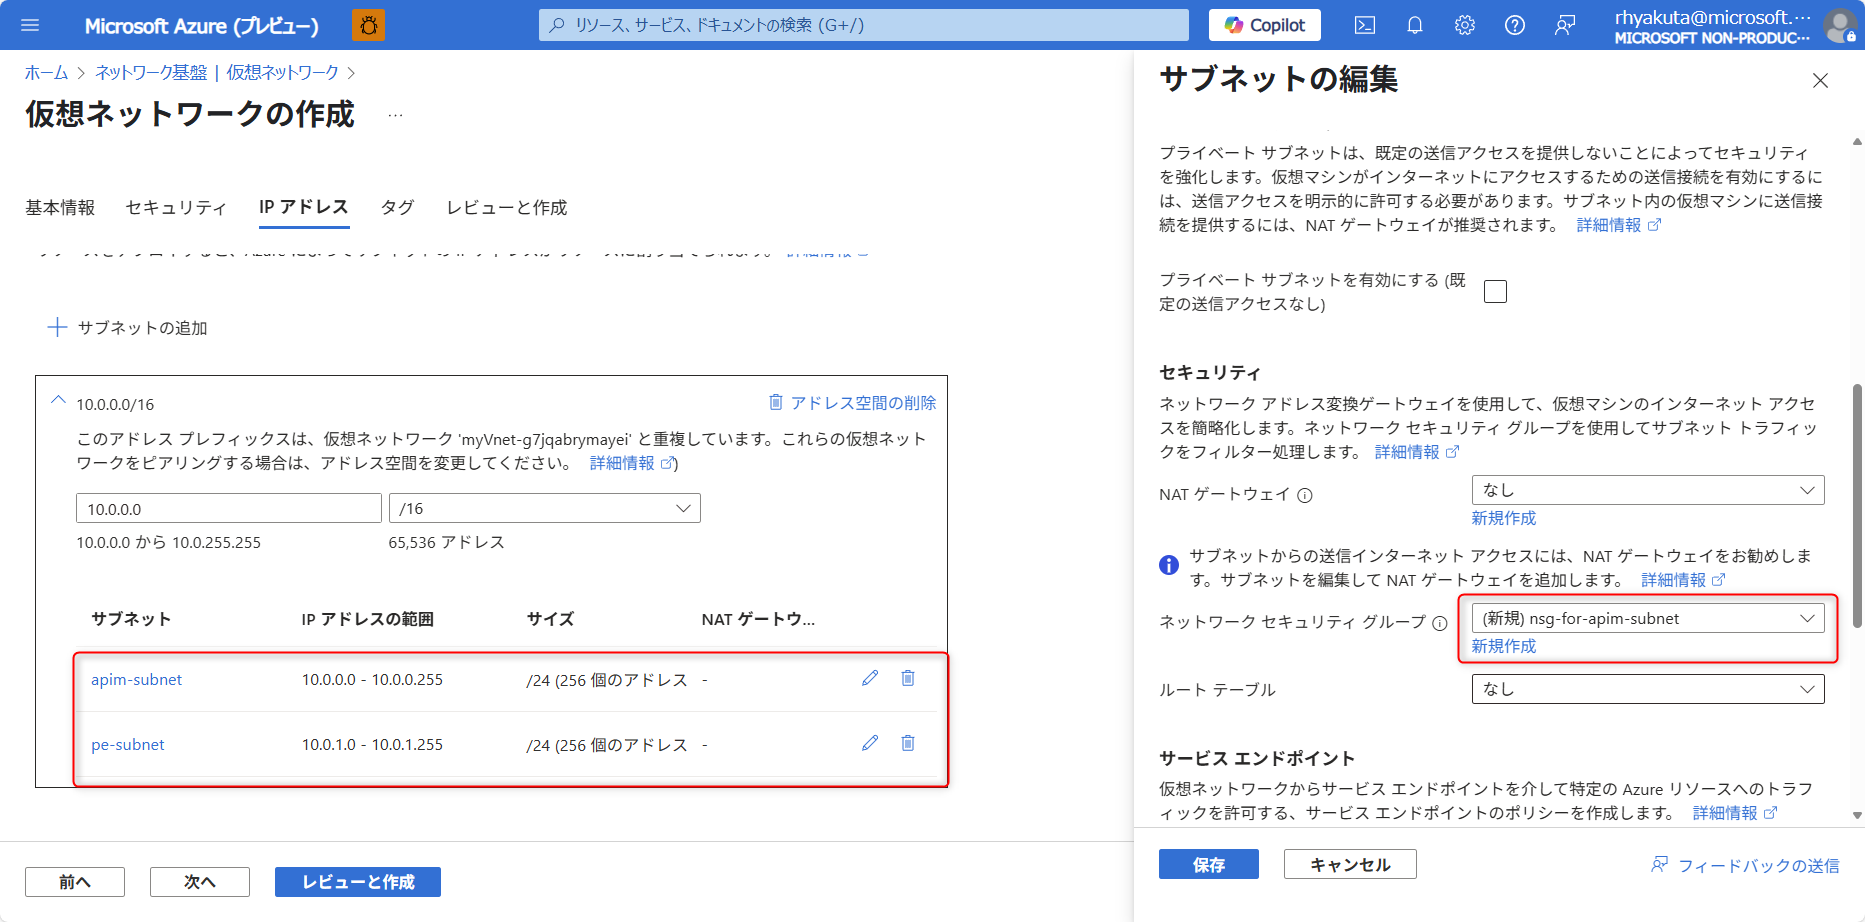 Microsoft Azure (プレビュー)
リソース、サービス、ドキュメントの検索 (G+/)
Copilot
rhyakuta@microsoft.…
MICROSOFT NON-PRODUC…
ホーム > ネットワーク基盤 | 仮想ネットワーク >
仮想ネットワークの作成 …
基本情報 セキュリティ IP アドレス タグ レビューと作成
サブネットの追加
10.0.0.0/16
アドレス空間の削除
このアドレス プレフィックスは、仮想ネットワーク 'myVnet-g7jqabrymayei' と重複しています。これらの仮想ネット
ワークをピアリングする場合は、アドレス空間を変更してください。 詳細情報)
10.0.0.0 /16
10.0.0.0 から 10.0.255.255 65,536 アドレス
サブネット IP アドレスの範囲 サイズ NAT ゲートウ...
apim-subnet 10.0.0.0 - 10.0.0.255 /24 (256 個のアドレス -
pe-subnet 10.0.1.0 - 10.0.1.255 /24 (256 個のアドレス -
前へ 次へ レビューと作成
サブネットの編集
プライベート サブネットは、既定の送信アクセスを提供しないことによってセキュリティ
を強化します。仮想マシンがインターネットにアクセスするための送信接続を有効にするに
は、送信アクセスを明示的に許可する必要があります。サブネット内の仮想マシンに送信接
続を提供するには、NAT ゲートウェイが推奨されます。 詳細情報
プライベート サブネットを有効にする (既
定の送信アクセスなし)
セキュリティ
ネットワーク アドレス変換ゲートウェイを使用して、仮想マシンのインターネット アクセ
スを簡略化します。ネットワーク セキュリティ グループを使用してサブネット トラフィッ
クをフィルター処理します。 詳細情報
NAT ゲートウェイ なし
新規作成
サブネットからの送信インターネット アクセスには、NAT ゲートウェイをお勧めしま
す。サブネットを編集して NAT ゲートウェイを追加します。 詳細情報
ネットワーク セキュリティ グループ (新規) nsg-for-apim-subnet
新規作成
ルート テーブル なし
サービス エンドポイント
仮想ネットワークからサービス エンドポイントを介して特定の Azure リソースへのトラフ
ィックを許可する、サービス エンドポイントのポリシーを作成します。 詳細情報
保存 キャンセル フィードバックの送信